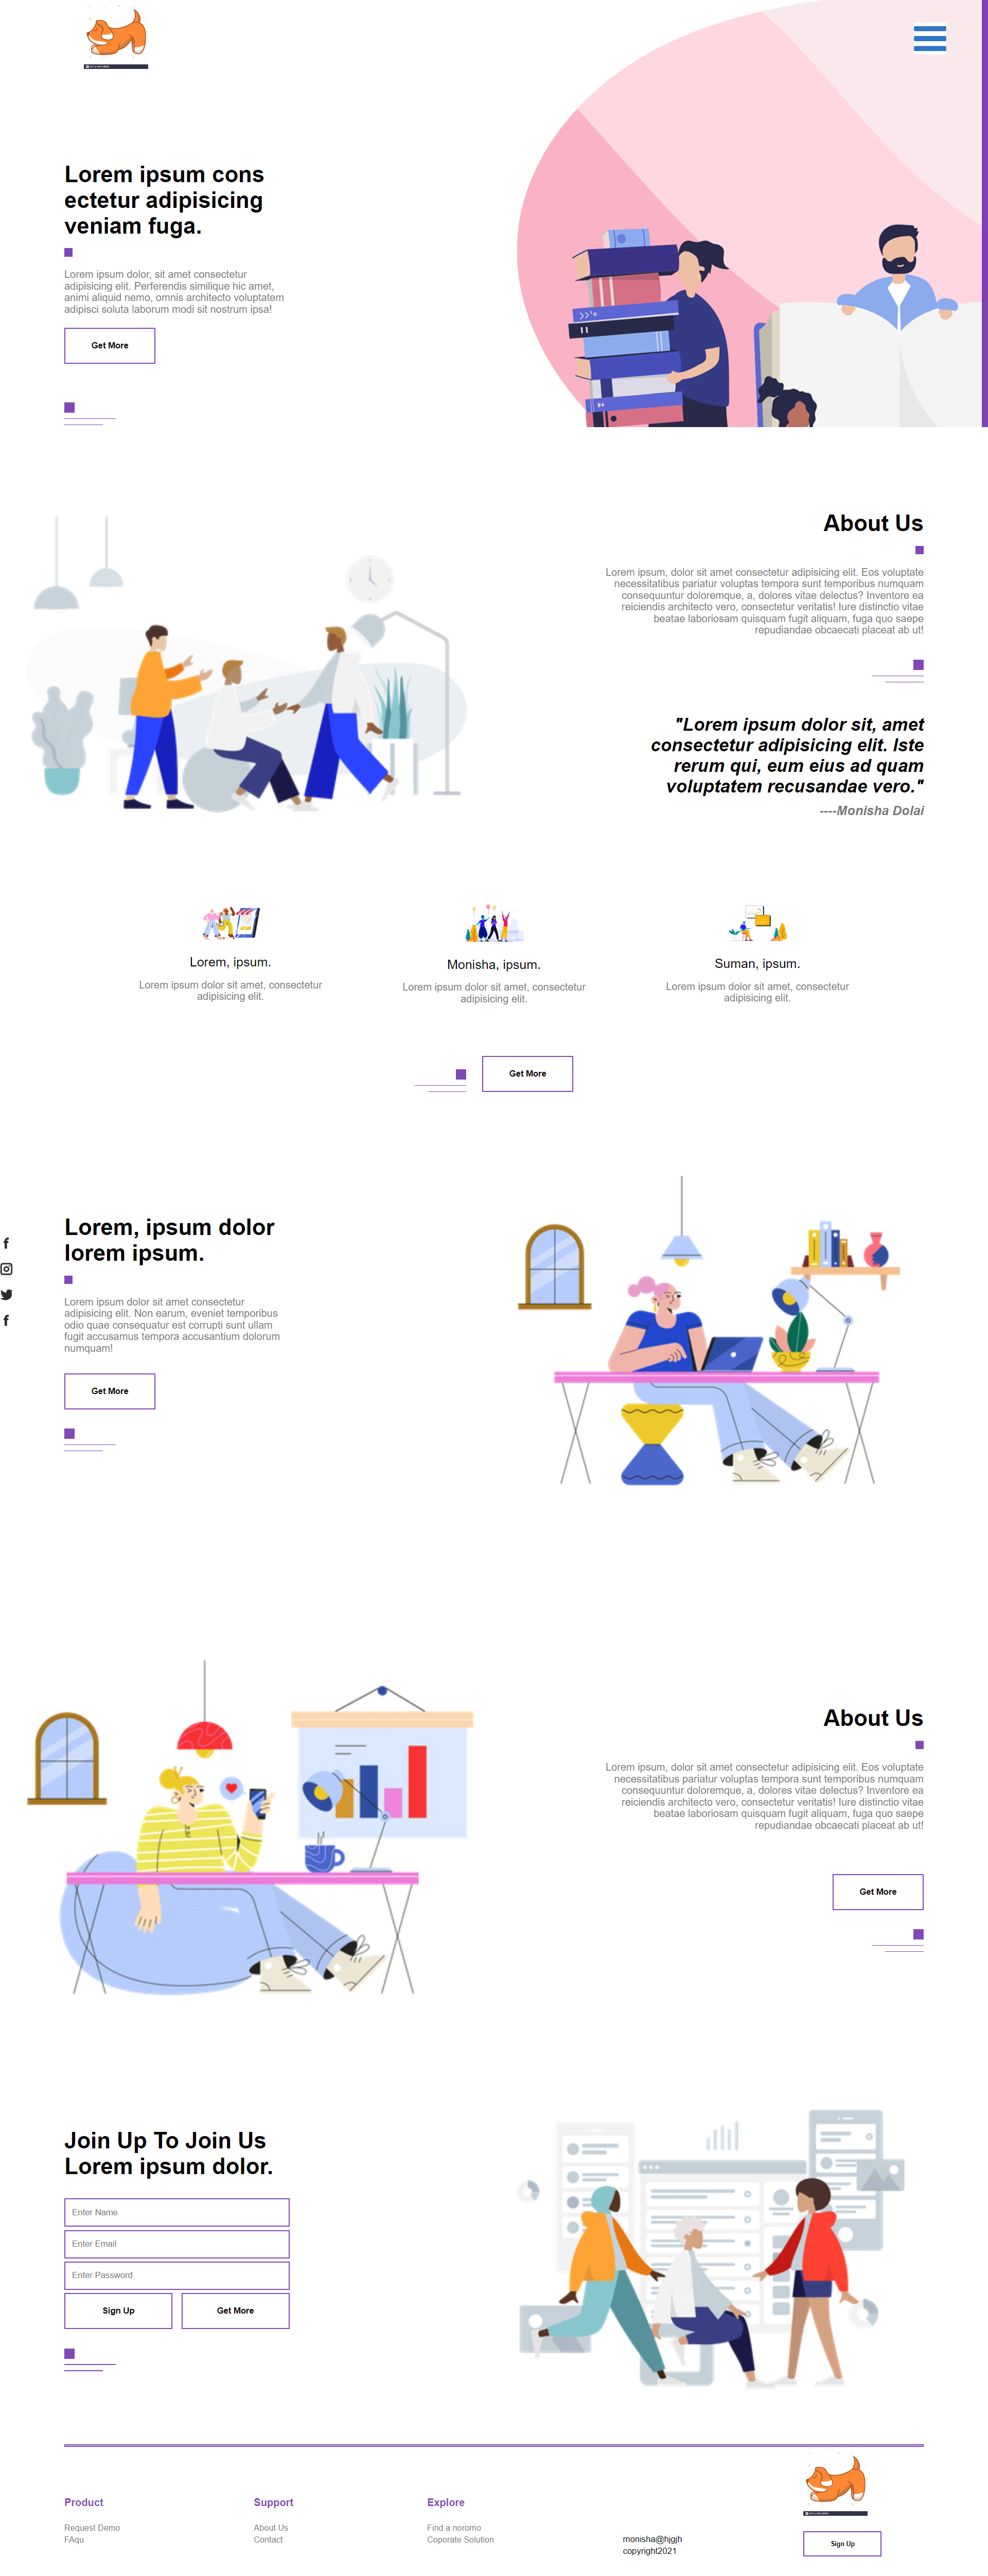 Lorem ipsum cons
ectetur adipisicing
veniam fuga.
Lorem ipsum dolor, sit amet consectetur
adipisicing elit. Perferendis similique hic amet,
animi aliquid nemo, omnis architecto voluptatem
adipisci soluta laborum modi sit nostrum ipsa!
Get More
About Us
Lorem ipsum, dolor sit amet consectetur adipisicing elit. Eos voluptate
necessitatibus pariatur voluptas tempora sunt temporibus numquam
consequuntur doloremque, a, dolores vitae delectus? Inventore ea
reiciendis architecto vero, consectetur veritatis! Iure distinctio vitae
beatae laboriosam quisquam fugit aliquam, fuga quo saepe
repudiandae obcaecati placeat ab ut!
"Lorem ipsum dolor sit, amet
consectetur adipisicing elit. Iste
rerum qui, eum eius ad quam
voluptatem recusandae vero."
----Monisha Dolai
Lorem, ipsum.
Lorem ipsum dolor sit amet, consectetur
adipisicing elit.
Monisha, ipsum.
Lorem ipsum dolor sit amet, consectetur
adipisicing elit.
Suman, ipsum.
Lorem ipsum dolor sit amet, consectetur
adipisicing elit.
Get More
Lorem, ipsum dolor
lorem ipsum.
Lorem ipsum dolor sit amet consectetur
adipisicing elit. Non earum, eveniet temporibus
odio quae consequatur est corrupti sunt ullam
fugit accusamus tempora accusantium dolorum
numquam!
Get More
About Us
Lorem ipsum, dolor sit amet consectetur adipisicing elit. Eos voluptate
necessitatibus pariatur voluptas tempora sunt temporibus numquam
consequuntur doloremque, a, dolores vitae delectus? Inventore ea
reiciendis architecto vero, consectetur veritatis! Iure distinctio vitae
beatae laboriosam quisquam fugit aliquam, fuga quo saepe
repudiandae obcaecati placeat ab ut!
Get More
Join Up To Join Us
Lorem ipsum dolor.
Enter Name
Enter Email
Enter Password
Sign Up
Get More
Product
Request Demo
FAqu
Support
About Us
Contact
Explore
Find a noromo
Coporate Solution
monisha@hjgjh
copyright2021
Sign Up